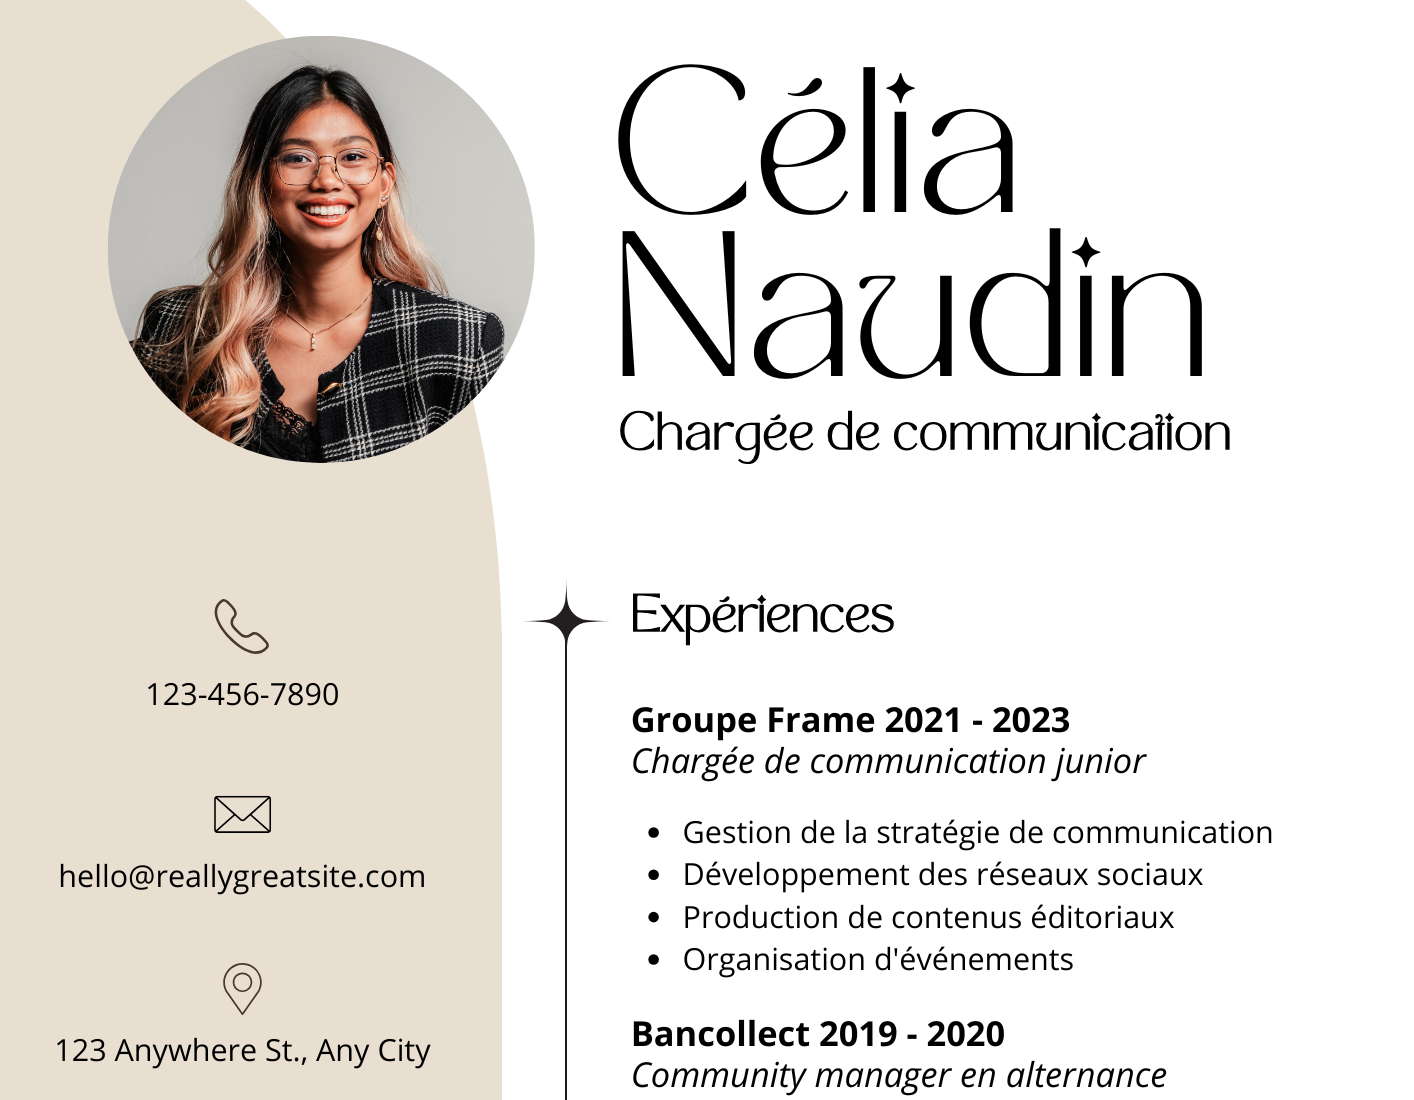 Célia
Naudin
Chargée de communication
123-456-7890
hello@reallygreatsite.com
123 Anywhere St., Any City
Expériences
Groupe Frame 2021 - 2023
Chargée de communication junior
• Gestion de la stratégie de communication
• Développement des réseaux sociaux
• Production de contenus éditoriaux
• Organisation d'événements
Bancollect 2019 - 2020
Community manager en alternance